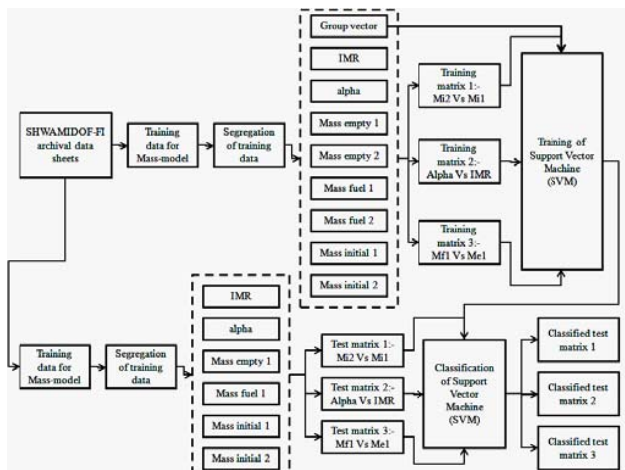 Group vector
IMR
alpha
Mass empty 1
Mass empty 2
Mass fuel 1
Mass fuel 2
Mass initial 1
Mass initial 2
SHWAMIDOF-FI
archival data
sheets
Training
data for
Mass-model
Segregation
of training
data
Training
matrix 1:-
Mi2 Vs Mi1
Training
matrix 2:-
Alpha Vs IMR
Training
matrix 3:-
Mf1 Vs Me1
Training of
Support Vector
Machine
(SVM)
Training
data for
Mass-model
Segregation
of training
data
IMR
alpha
Mass empty 1
Mass fuel 1
Mass initial 1
Mass initial 2
Test matrix 1:-
Mi2 Vs Mi1
Test matrix 2:-
Alpha Vs IMR
Test matrix 3:-
Mf1 Vs Me1
Classification
of Support
Vector
Machine
(SVM)
Classified test
matrix 1
Classified test
matrix 2
Classified test
matrix 3